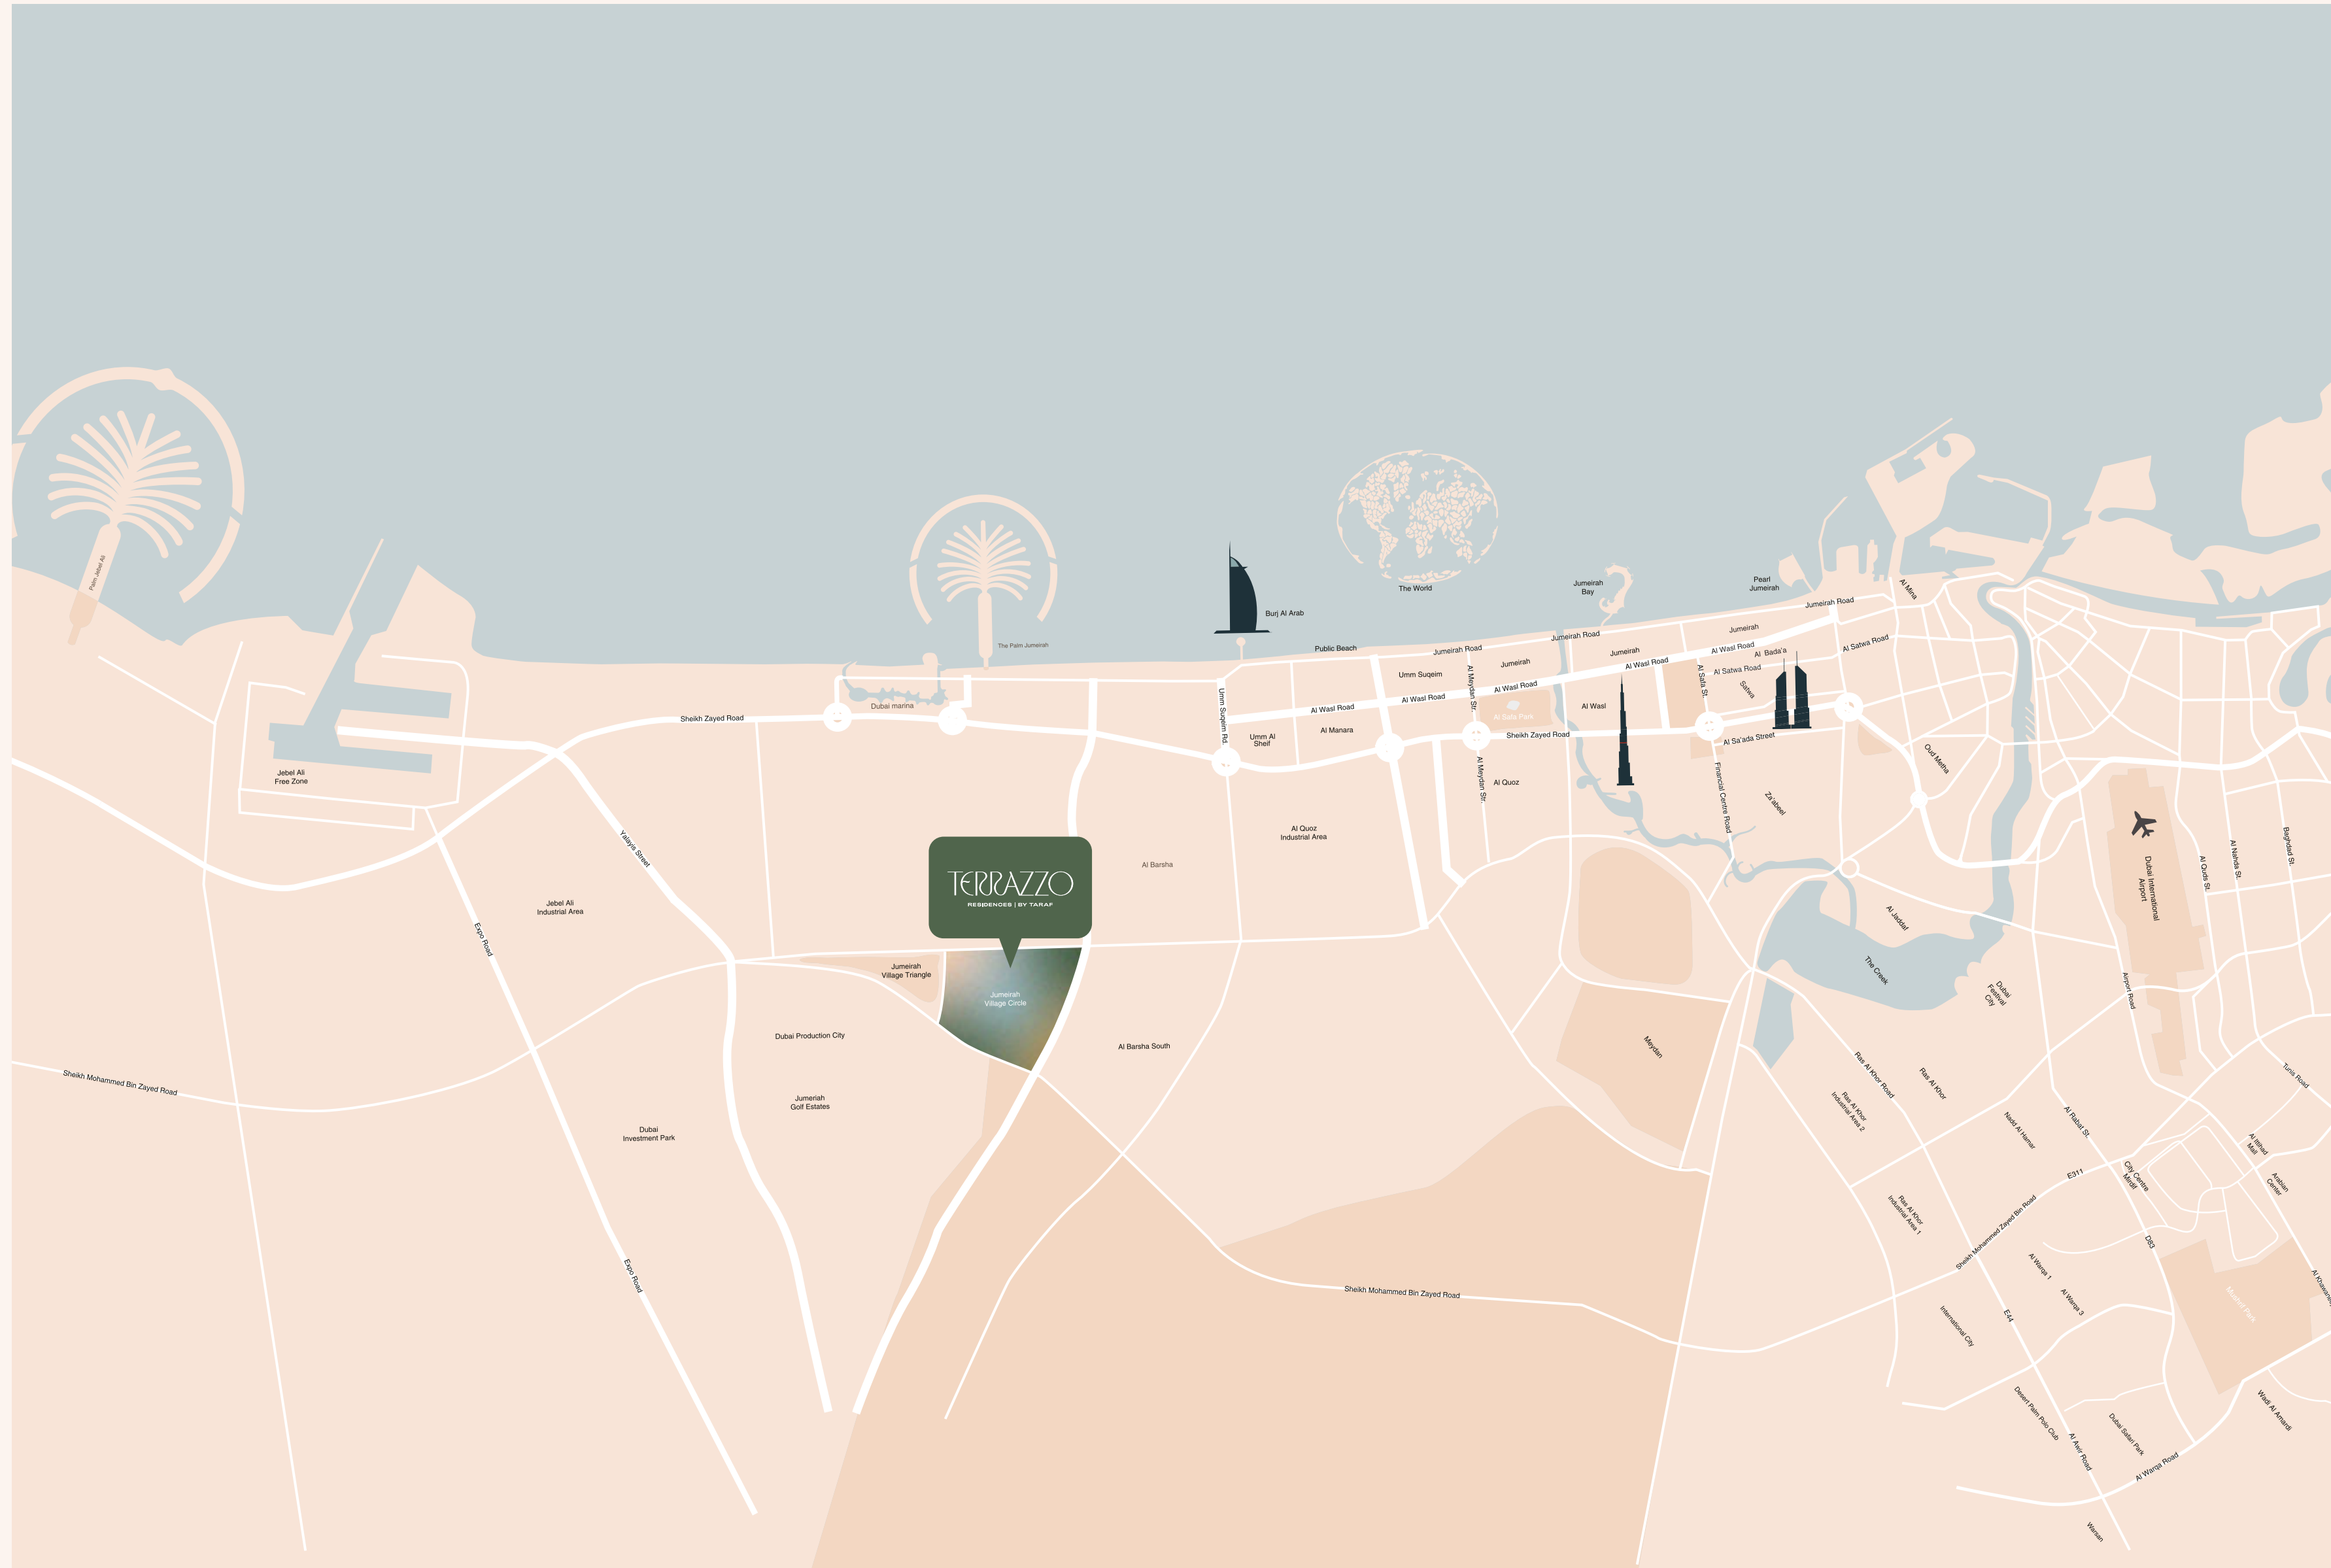 Palm Jebel Ali
The Palm Jumeirah
Burj Al Arab
The World
Jumeirah
Bay
Pearl
Jumeirah
Al Mina
Jumeirah Road
Jumeirah Road
Jumeirah Road
Public Beach
Jumeirah
Jumeirah
Jumeirah
Al Wasl Road
Al Bada'a
Al Satwa Road
Al Satwa Road
Al Wasl Road
Al Wasl Road
Al Wasl Road
Al Wasl Road
Umm Suqeim
Al Meydan Str.
Al Safa St.
Satwa
Umm Suqeim Rd.
Dubai marina
Sheikh Zayed Road
Al Safa Park
Al Wasl
Al Manara
Umm Al
Sheif
Sheikh Zayed Road
Al Sa'ada Street
Al Meydan Str.
Al Quoz
Financial Centre Road
Za'abeel
Oud Metha
Jebel Ali
Free Zone
Yalayis Street
Al Quoz
Industrial Area
Al Barsha
TERRAZZO
RESIDENCES | BY TARAF
Jebel Ali
Industrial Area
Expo Road
Jumeirah
Village Triangle
Jumeirah
Village Circle
Al Jaddaf
The Creek
Dubai
Festival
City
Dubai International
Airport
Airport Road
Al Quds St.
Al Nahda St.
Baghdad St.
Dubai Production City
Al Barsha South
Meydan
Sheikh Mohammed Bin Zayed Road
Jumeriah
Golf Estates
Dubai
Investment Park
Ras Al Khor Road
Ras Al Khor
Ras Al Khor
Industrial Area 2
Nadd Al Hamar
Al Rabat St.
Tunis Road
Al Ittihad
Mall
Arabian
Center
City Centre
Mirdif
E311
Ras Al Khor
Industrial Area 1
Sheikh Mohammed Zayed Bin Road
D83
Al Warqa 1
Al Warqa 3
Mushrif Park
Al Khawaneej
Expo Road
Sheikh Mohammed Bin Zayed Road
International City
E44
Desert Palm Polo Club
Al Awir Road
Dubai Safari Park
Al Warqa Road
Wadi Al Amardi
Warsan